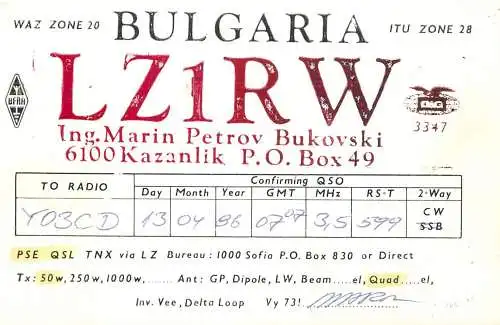 WAZ ZONE 20 BULGARIA ITU ZONE 28
LZ1RW
BFRA
3347
Ing. Marin Petrov Bukovski
6100 Kazanlik P.O. Box 49
TO RADIO Confirming QSO
Day Month Year GMT MHz RS-T 2-Way
YO3CD 13 04 96 07 07 3,5 599 CW
SSB
PSE QSL TNX via LZ Bureau: 1000 Sofia P.O. Box 830 or Direct
Tx: 50w, 250w, 1000w,........ Ant: GP, Dipole, LW, Beam.....el, Quad.....el,
Inv. Vee, Delta Loop Vy 73!